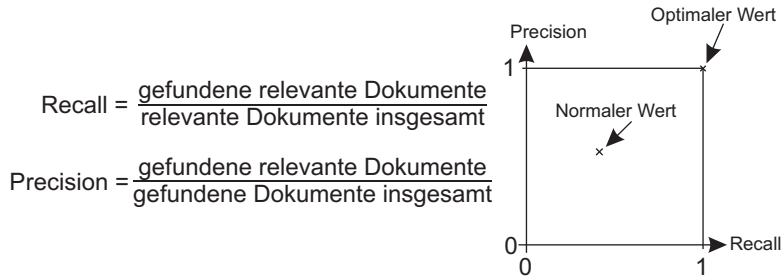 Recall = gefundene relevante Dokumente
relevante Dokumente insgesamt
Precision = gefundene relevante Dokumente
gefundene Dokumente insgesamt
Optimaler Wert
Precision
1
Normaler Wert
0
Recall
0 1